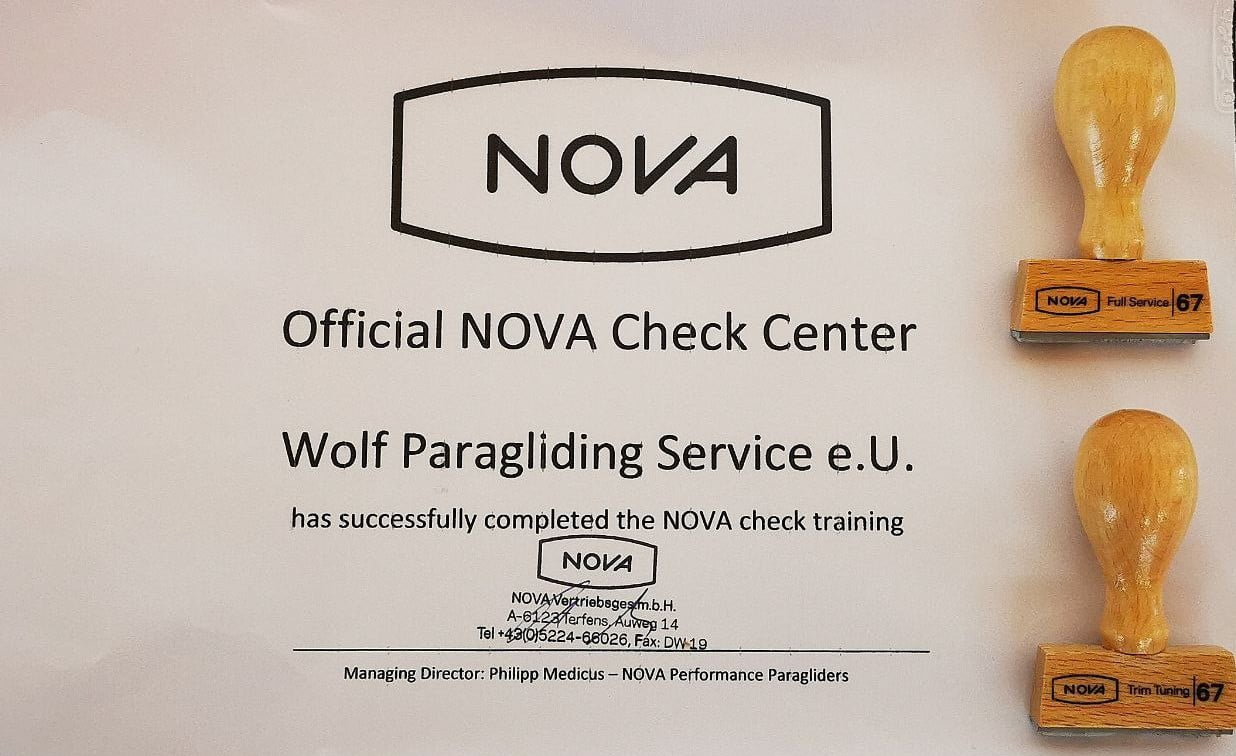 NOVA
Official NOVA Check Center
Wolf Paragliding Service e.U.
has successfully completed the NOVA check training
NOVA
NOVA Vertriebsges.m.b.H.
A-6123 Terfens, Auweg 14
Tel +43(0)5224-66026, Fax: DW 19
Managing Director: Philipp Medicus – NOVA Performance Paragliders
NOVA Full Service 67
NOVA Trim Tuning 67